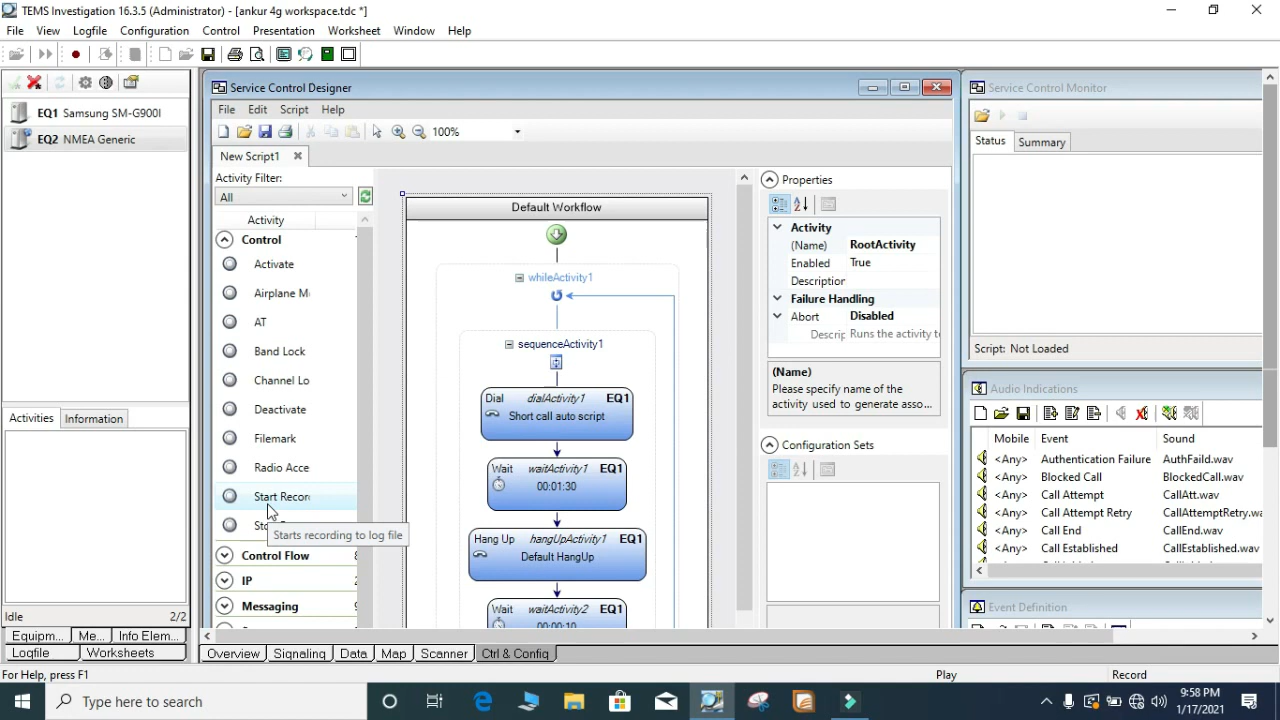 TEMS Investigation 16.3.5 (Administrator) - [ankur 4g workspace.tdc *]
File View Logfile Configuration Control Presentation Worksheet Window Help
EQ1 Samsung SM-G900I
EQ2 NMEA Generic
Activities Information
Idle 2/2
Equipm... Me... Info Elem...
Logfile Worksheets
Service Control Designer
File Edit Script Help
100%
New Script1
Activity Filter:
All
Activity
Control
Activate
Airplane M
AT
Band Lock
Channel Lo
Deactivate
Filemark
Radio Acce
Start Recor
Starts recording to log file
Control Flow
IP
Messaging
Default Workflow
whileActivity1
sequenceActivity1
Dial dialActivity1 EQ1
Short call auto script
Wait waitActivity1 EQ1
00:01:30
Hang Up hangUpActivity1 EQ1
Default HangUp
Wait waitActivity2 EQ1
00:00:10
Properties
Activity
(Name) RootActivity
Enabled True
Description
Failure Handling
Abort Disabled
Descrip Runs the activity to
(Name)
Please specify name of the
activity used to generate asso...
Configuration Sets
Service Control Monitor
Status Summary
Script: Not Loaded
Audio Indications
Mobile Event Sound
<Any> Authentication Failure AuthFaild.wav
<Any> Blocked Call BlockedCall.wav
<Any> Call Attempt CallAtt.wav
<Any> Call Attempt Retry CallAttemptRetry.wa
<Any> Call End CallEnd.wav
<Any> Call Established CallEstablished.wav
Event Definition
Overview Signaling Data Map Scanner Ctrl & Config
For Help, press F1 Play Record
Type here to search
9:58 PM
1/17/2021